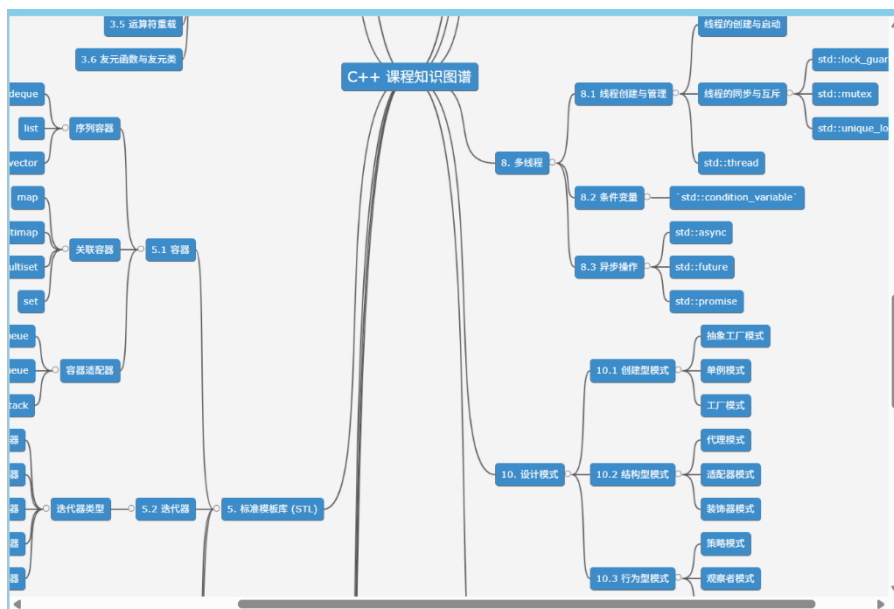 3.5 运算符重载
3.6 友元函数与友元类
C++ 课程知识图谱
deque
list
序列容器
vector
map
关联容器
5.1 容器
set
容器适配器
迭代器类型
5.2 迭代器
5. 标准模板库 (STL)
8. 多线程
8.1 线程创建与管理
线程的创建与启动
线程的同步与互斥
std::lock_guar
std::mutex
std::unique_lo
std::thread
8.2 条件变量
`std::condition_variable`
8.3 异步操作
std::async
std::future
std::promise
10. 设计模式
10.1 创建型模式
抽象工厂模式
单例模式
工厂模式
10.2 结构型模式
代理模式
适配器模式
装饰器模式
10.3 行为型模式
策略模式
观察者模式